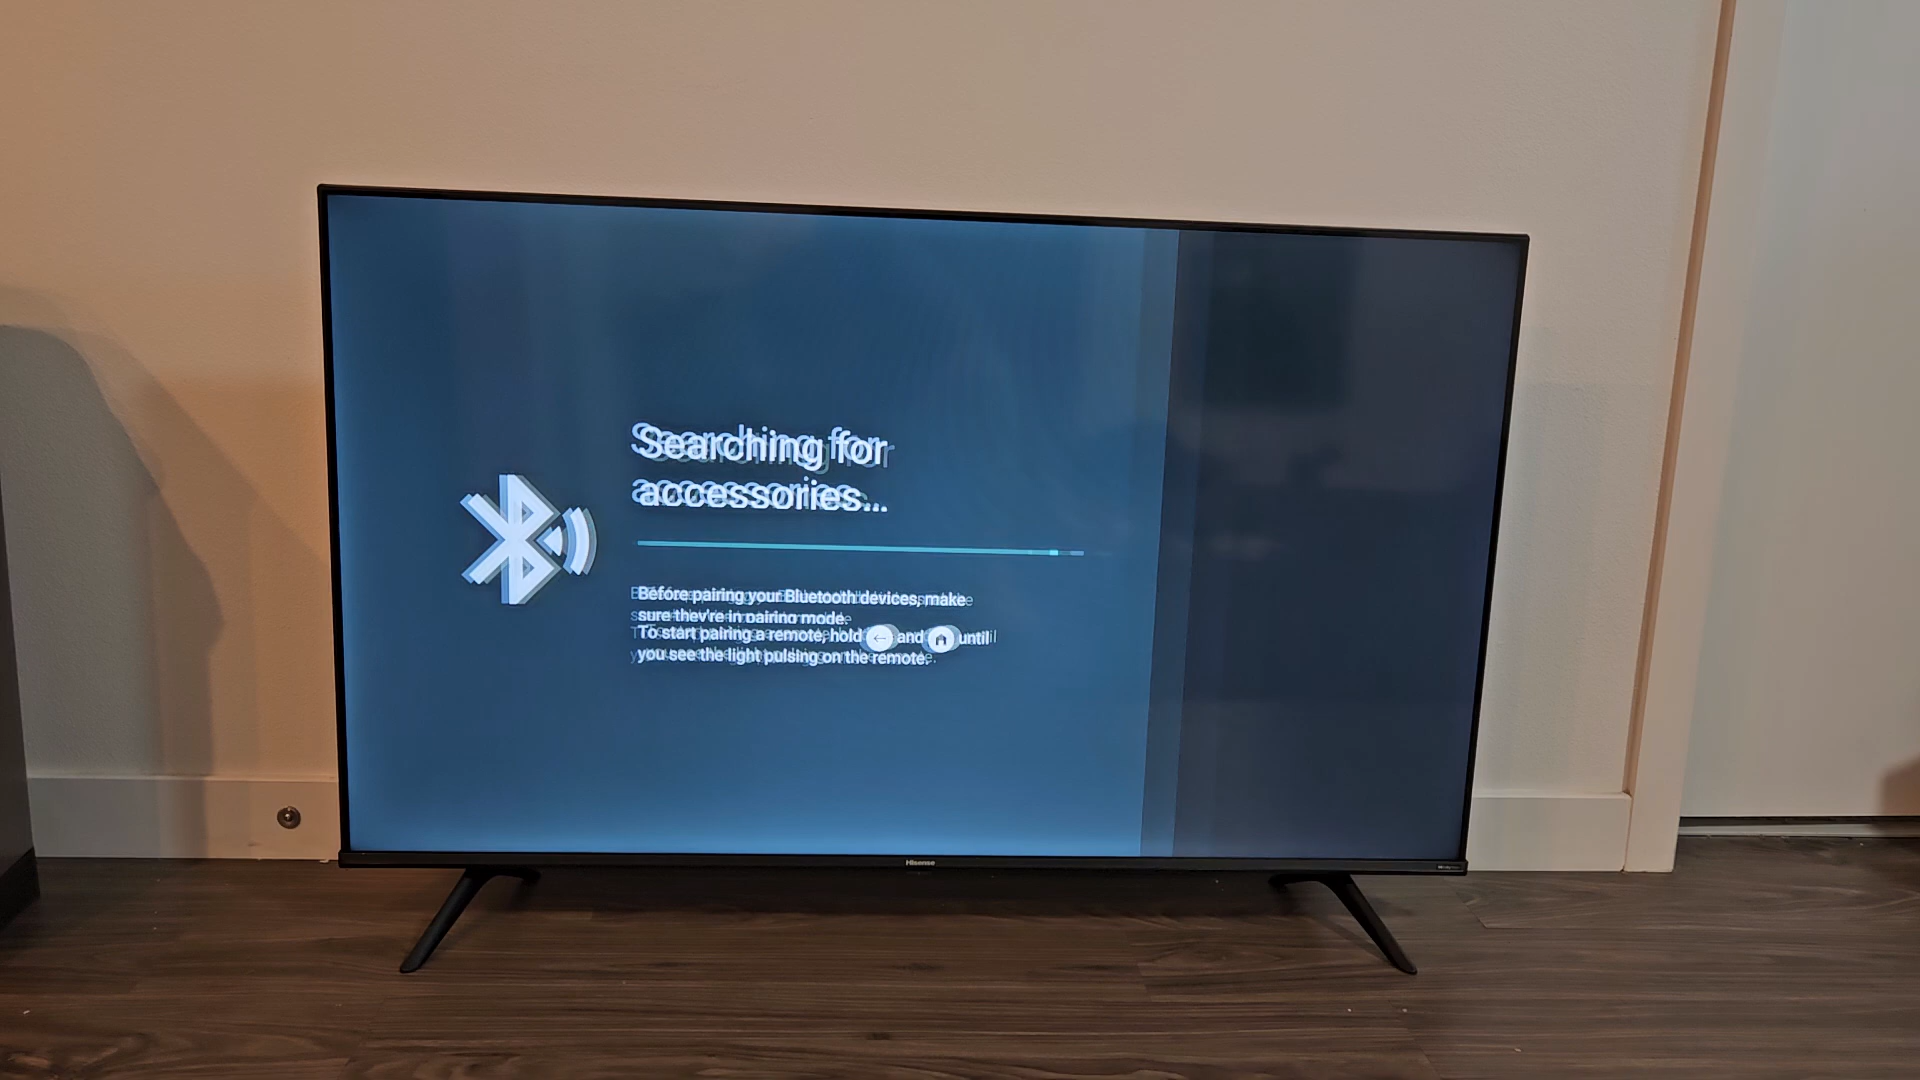 Searching for
accessories...
Before pairing your Bluetooth devices, make
sure they're in pairing mode.
To start pairing a remote, hold and until
you see the light pulsing on the remote.
Hisense